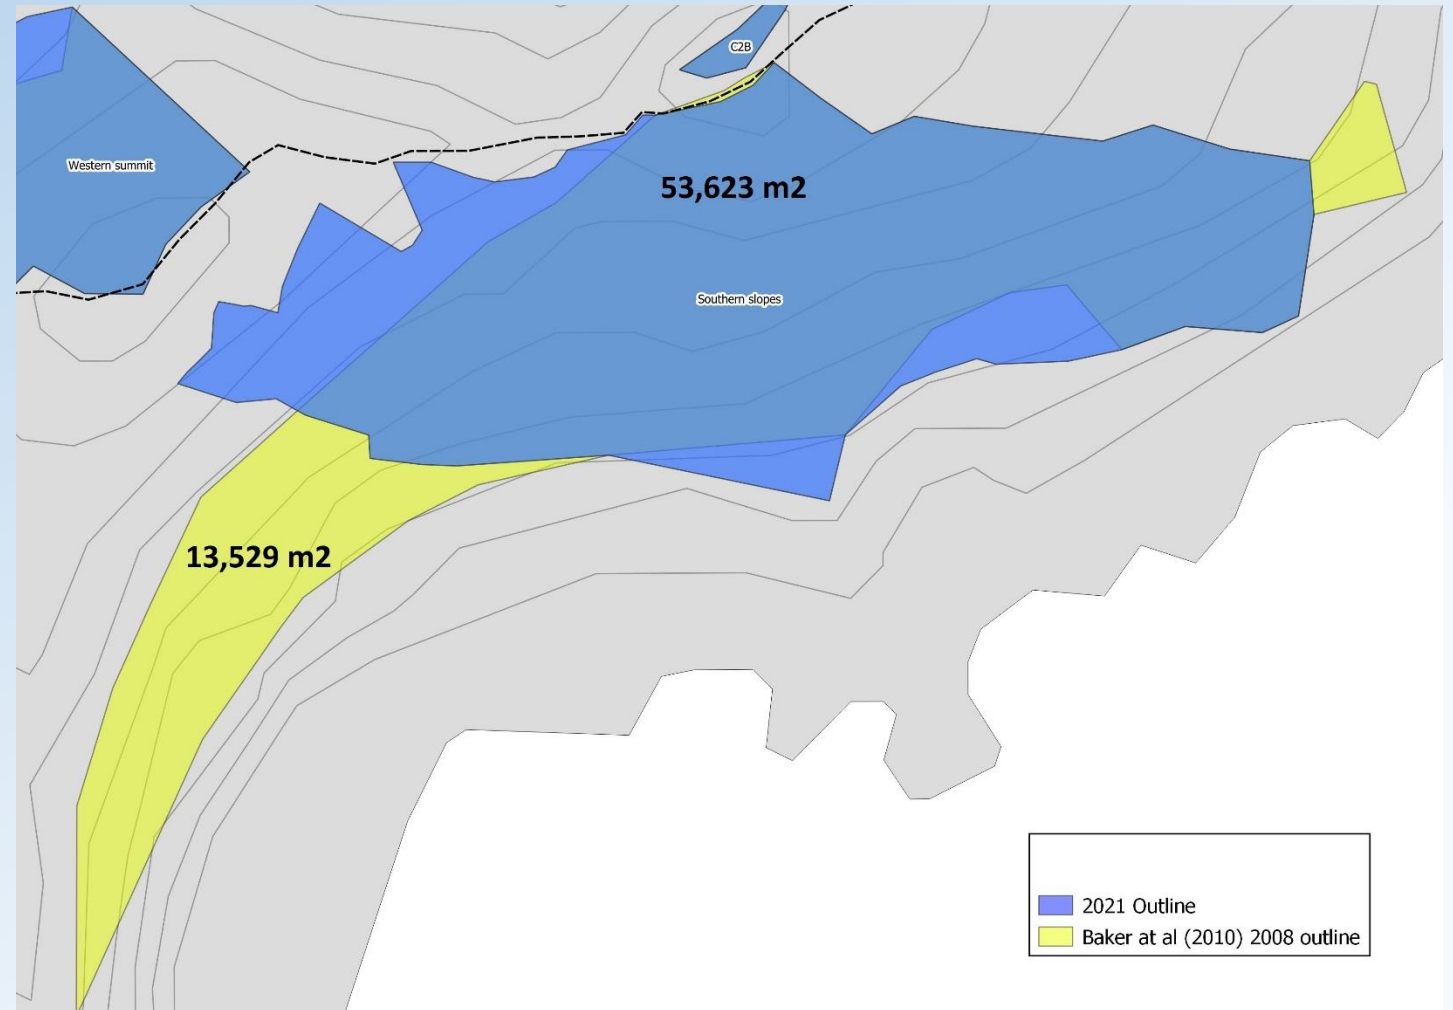 C2B
Western summit
53,623 m2
Southern slopes
13,529 m2
2021 Outline
Baker at al (2010) 2008 outline